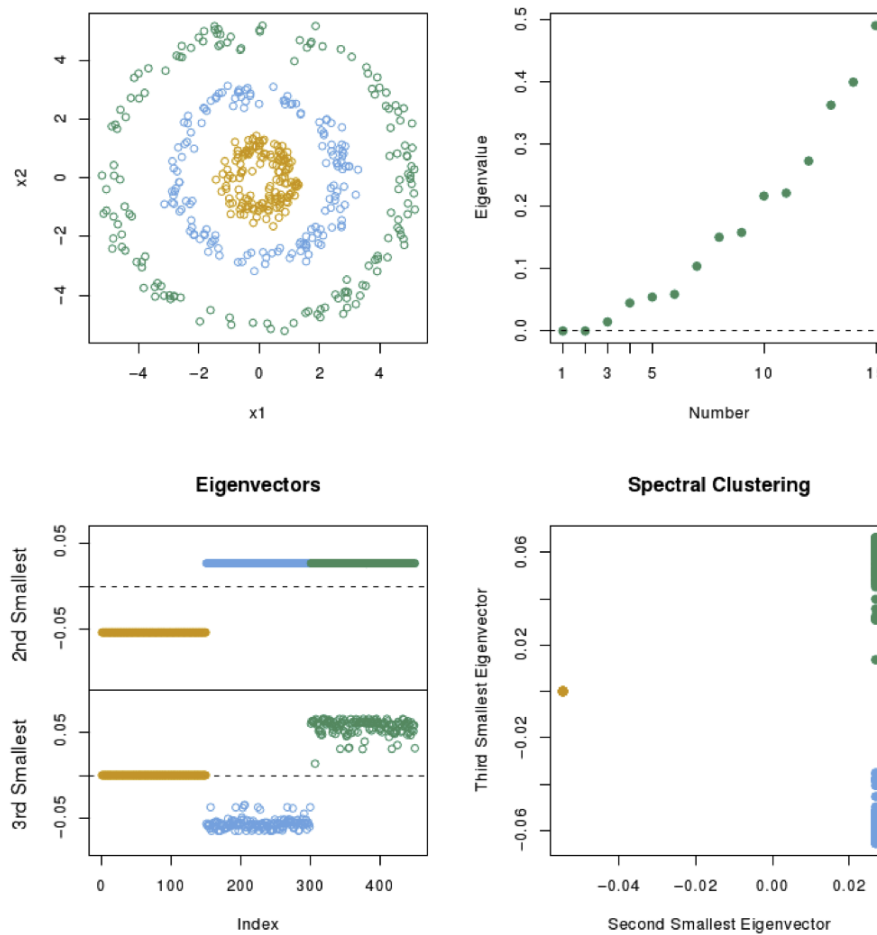 4
2
0
−2
−4
x2
−4 −2 0 2 4
x1
0.5
0.4
0.3
0.2
0.1
0.0
Eigenvalue
1 3 5 10
Number
Eigenvectors
0.05
−0.05
2nd Smallest
0.05
−0.05
3rd Smallest
0 100 200 300 400
Index
Spectral Clustering
0.06
0.02
−0.02
−0.06
Third Smallest Eigenvector
−0.04 −0.02 0.00 0.02
Second Smallest Eigenvector